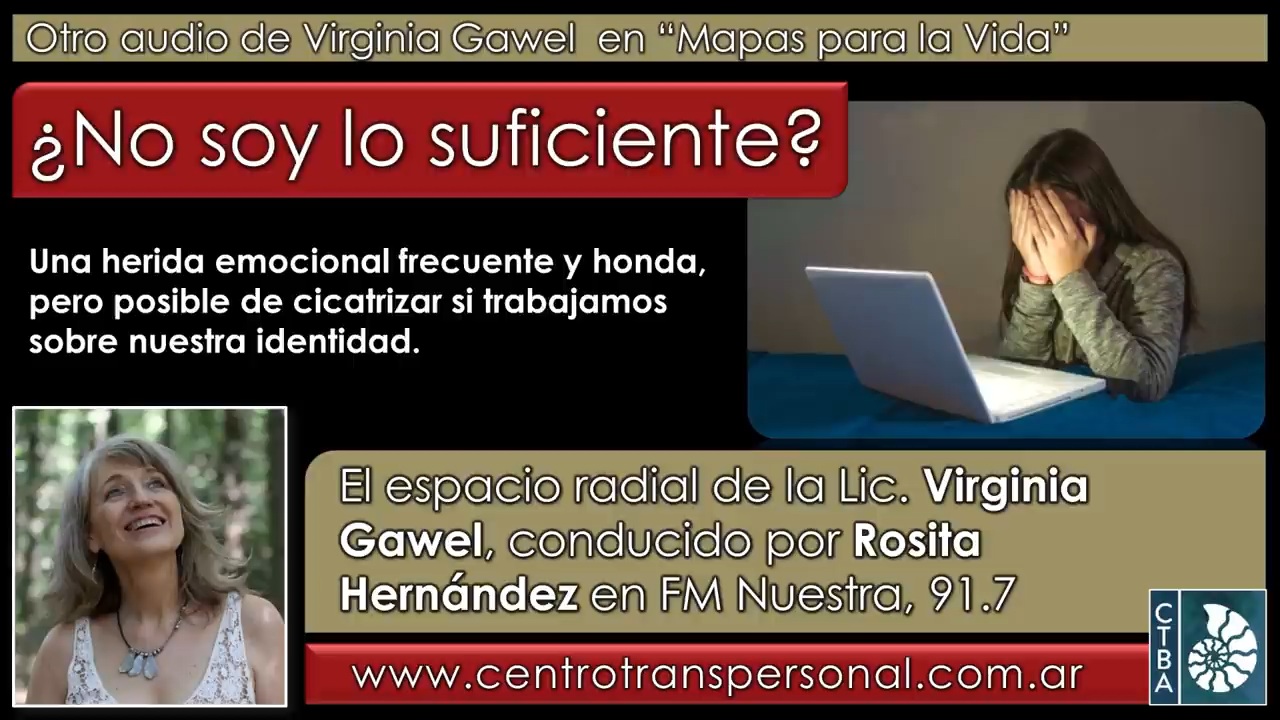 Otro audio de Virginia Gawel en “Mapas para la Vida”
¿No soy lo suficiente?
Una herida emocional frecuente y honda,
pero posible de cicatrizar si trabajamos
sobre nuestra identidad.
El espacio radial de la Lic. Virginia
Gawel, conducido por Rosita
Hernández en FM Nuestra, 91.7
www.centrotranspersonal.com.ar
CTBA